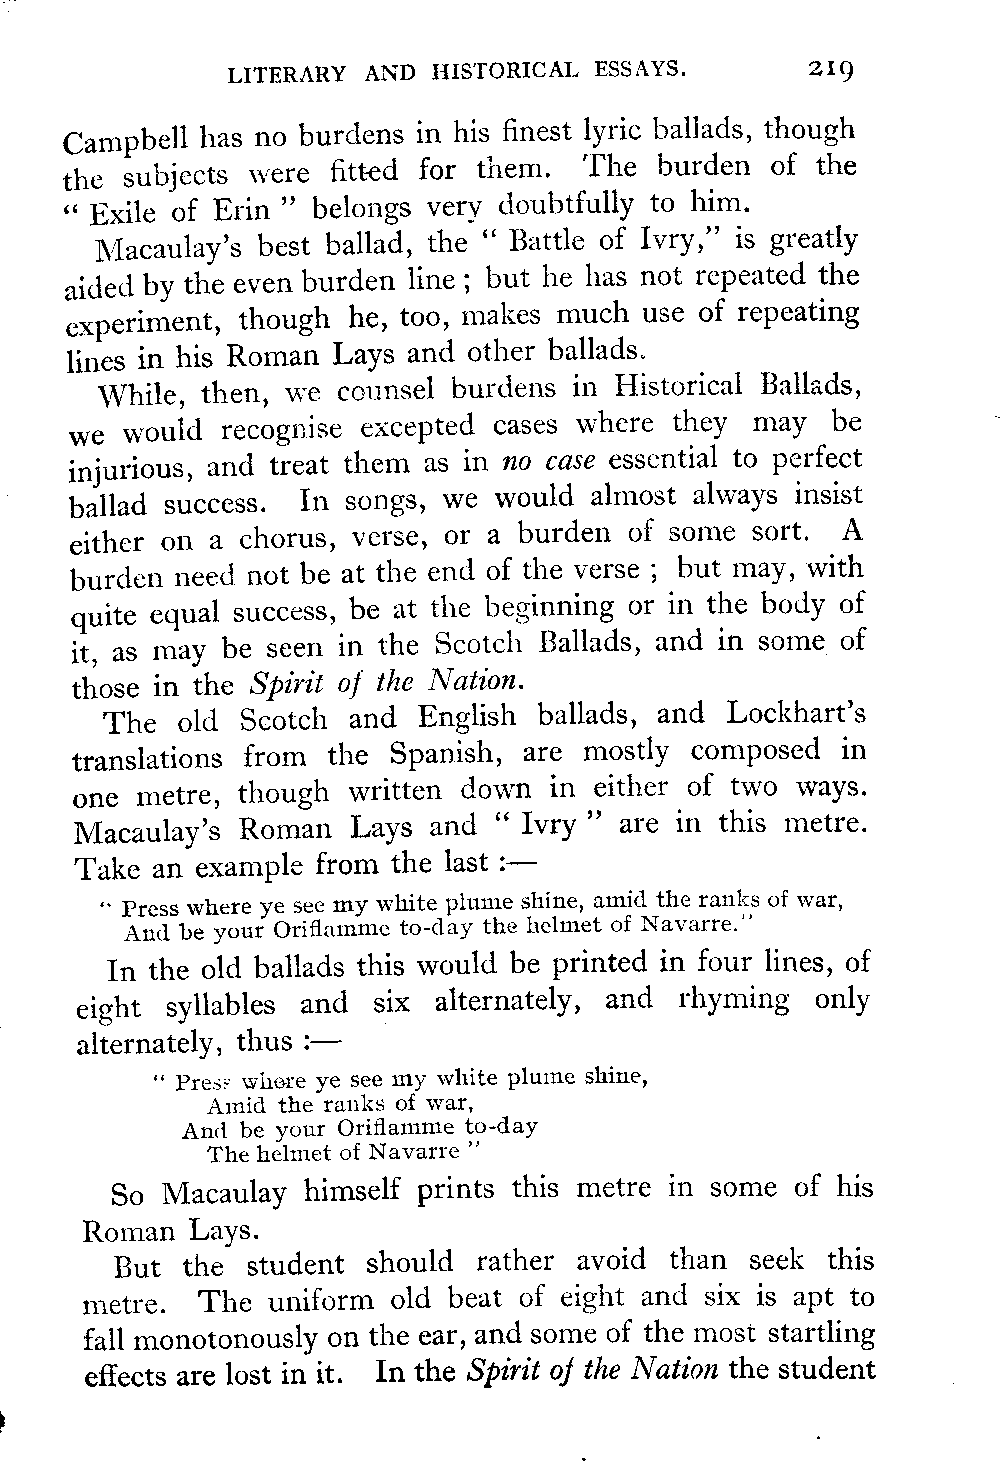 LITERARY AND HISTORICAL ESSAYS. 219
Campbell has no burdens in his finest lyric ballads, though
the subjects were fitted for them. The burden of the
“ Exile of Erin ” belongs very doubtfully to him.
Macaulay’s best ballad, the “ Battle of Ivry,” is greatly
aided by the even burden line ; but he has not repeated the
experiment, though he, too, makes much use of repeating
lines in his Roman Lays and other ballads.
While, then, we counsel burdens in Historical Ballads,
we would recognise excepted cases where they may be
injurious, and treat them as in no case essential to perfect
ballad success. In songs, we would almost always insist
either on a chorus, verse, or a burden of some sort. A
burden need not be at the end of the verse ; but may, with
quite equal success, be at the beginning or in the body of
it, as may be seen in the Scotch Ballads, and in some of
those in the Spirit of the Nation.
The old Scotch and English ballads, and Lockhart’s
translations from the Spanish, are mostly composed in
one metre, though written down in either of two ways.
Macaulay’s Roman Lays and “ Ivry ” are in this metre.
Take an example from the last :—
“ Press where ye see my white plume shine, amid the ranks of war,
And be your Oriflamme to-day the helmet of Navarre.”
In the old ballads this would be printed in four lines, of
eight syllables and six alternately, and rhyming only
alternately, thus :—
“ Press where ye see my white plume shine,
Amid the ranks of war,
And be your Oriflamme to-day
The helmet of Navarre ”
So Macaulay himself prints this metre in some of his
Roman Lays.
But the student should rather avoid than seek this
metre. The uniform old beat of eight and six is apt to
fall monotonously on the ear, and some of the most startling
effects are lost in it. In the Spirit of the Nation the student